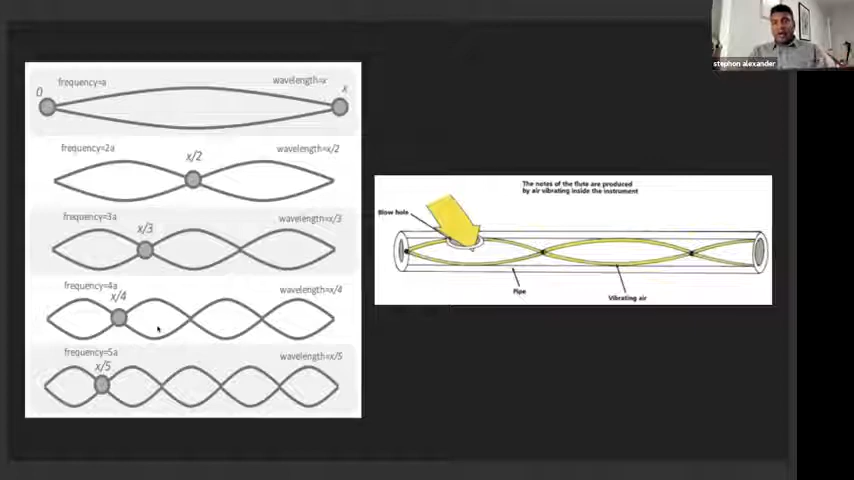 stephon alexander
frequency=a
wavelength=x
0
x
frequency=2a
wavelength=x/2
x/2
frequency=3a
wavelength=x/3
x/3
frequency=4a
wavelength=x/4
x/4
frequency=5a
wavelength=x/5
x/5
The notes of the flute are produced
by air vibrating inside the instrument
Blow hole
Pipe
Vibrating air